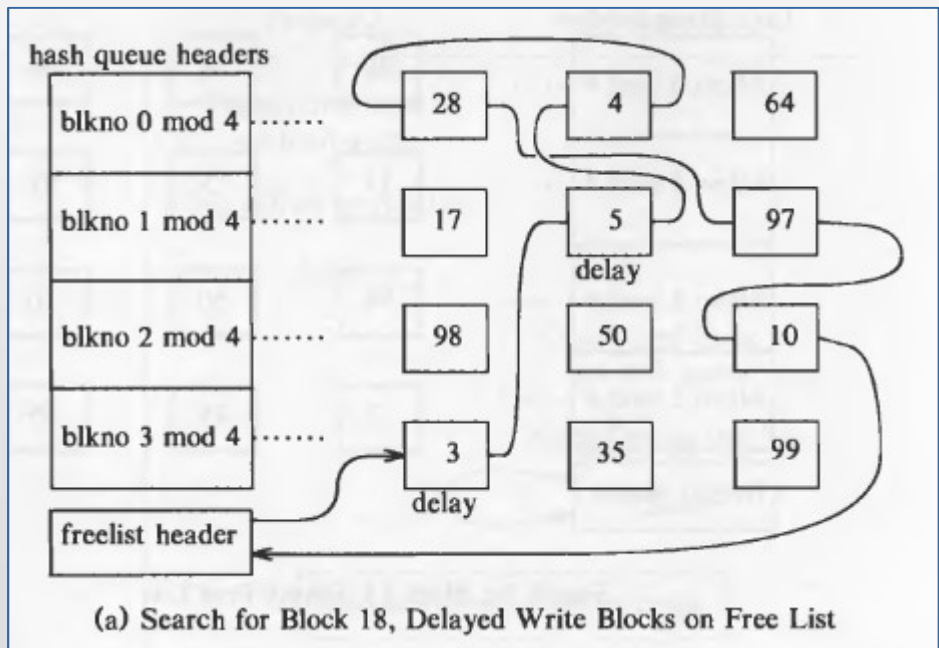 hash queue headers
blkno 0 mod 4 ...... 28 4 64
blkno 1 mod 4 ...... 17 5 97
delay
blkno 2 mod 4 ...... 98 50 10
blkno 3 mod 4 ...... 3 35 99
delay
freelist header
(a) Search for Block 18, Delayed Write Blocks on Free List